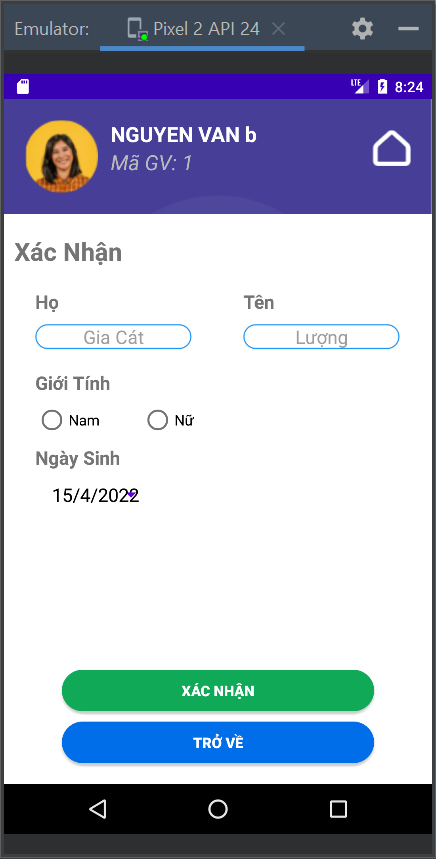 Emulator: Pixel 2 API 24
LTE 8:24
NGUYEN VAN b
Mã GV: 1
Xác Nhận
Họ Tên
Gia Cát Lượng
Giới Tính
Nam Nữ
Ngày Sinh
15/4/2022
XÁC NHẬN
TRỞ VỀ